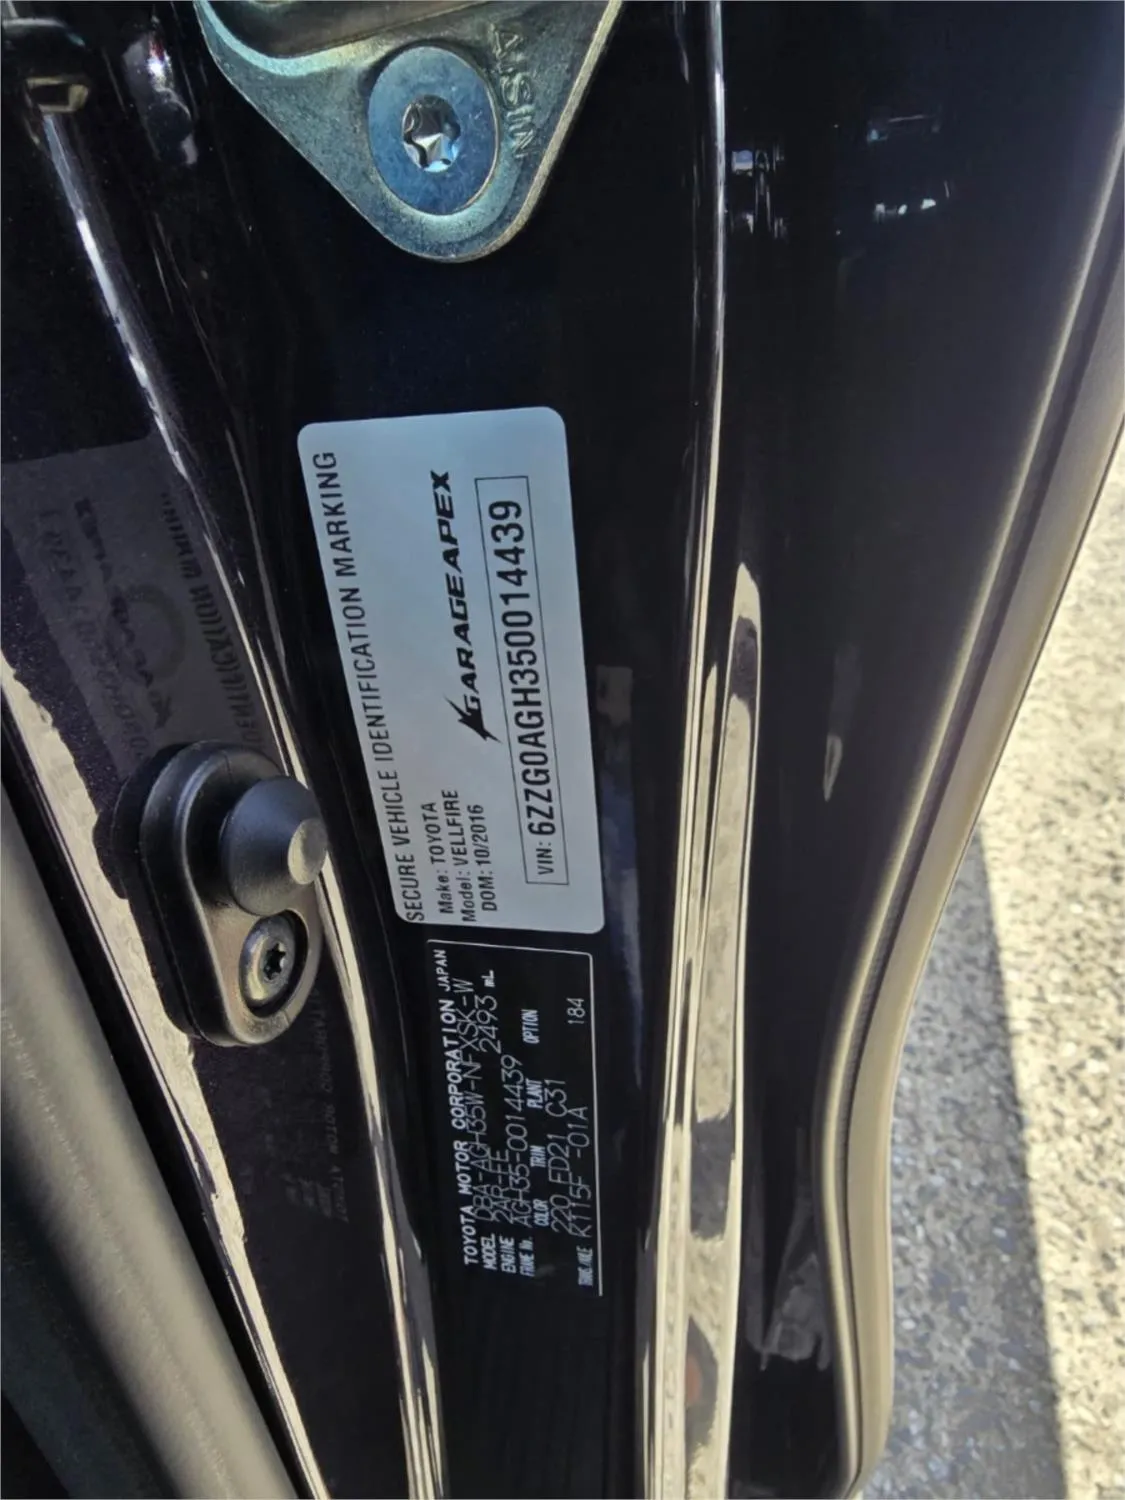 AISIN
SECURE VEHICLE IDENTIFICATION MARKING
GARAGEAPEX
Make: TOYOTA
Model: VELLFIRE
DOM: 10/2016
VIN: 6ZZG0AGH350014439
TOYOTA MOTOR CORPORATION JAPAN
MODEL DBA-AGH35W-NFXSK-W
ENGINE 2AR-FE 2493 mL
FRAME No. AGH35-0014439
COLOR TRIM PLANT OPTION
220 FD21 C31
TRANS/AXLE K115F -01A 184